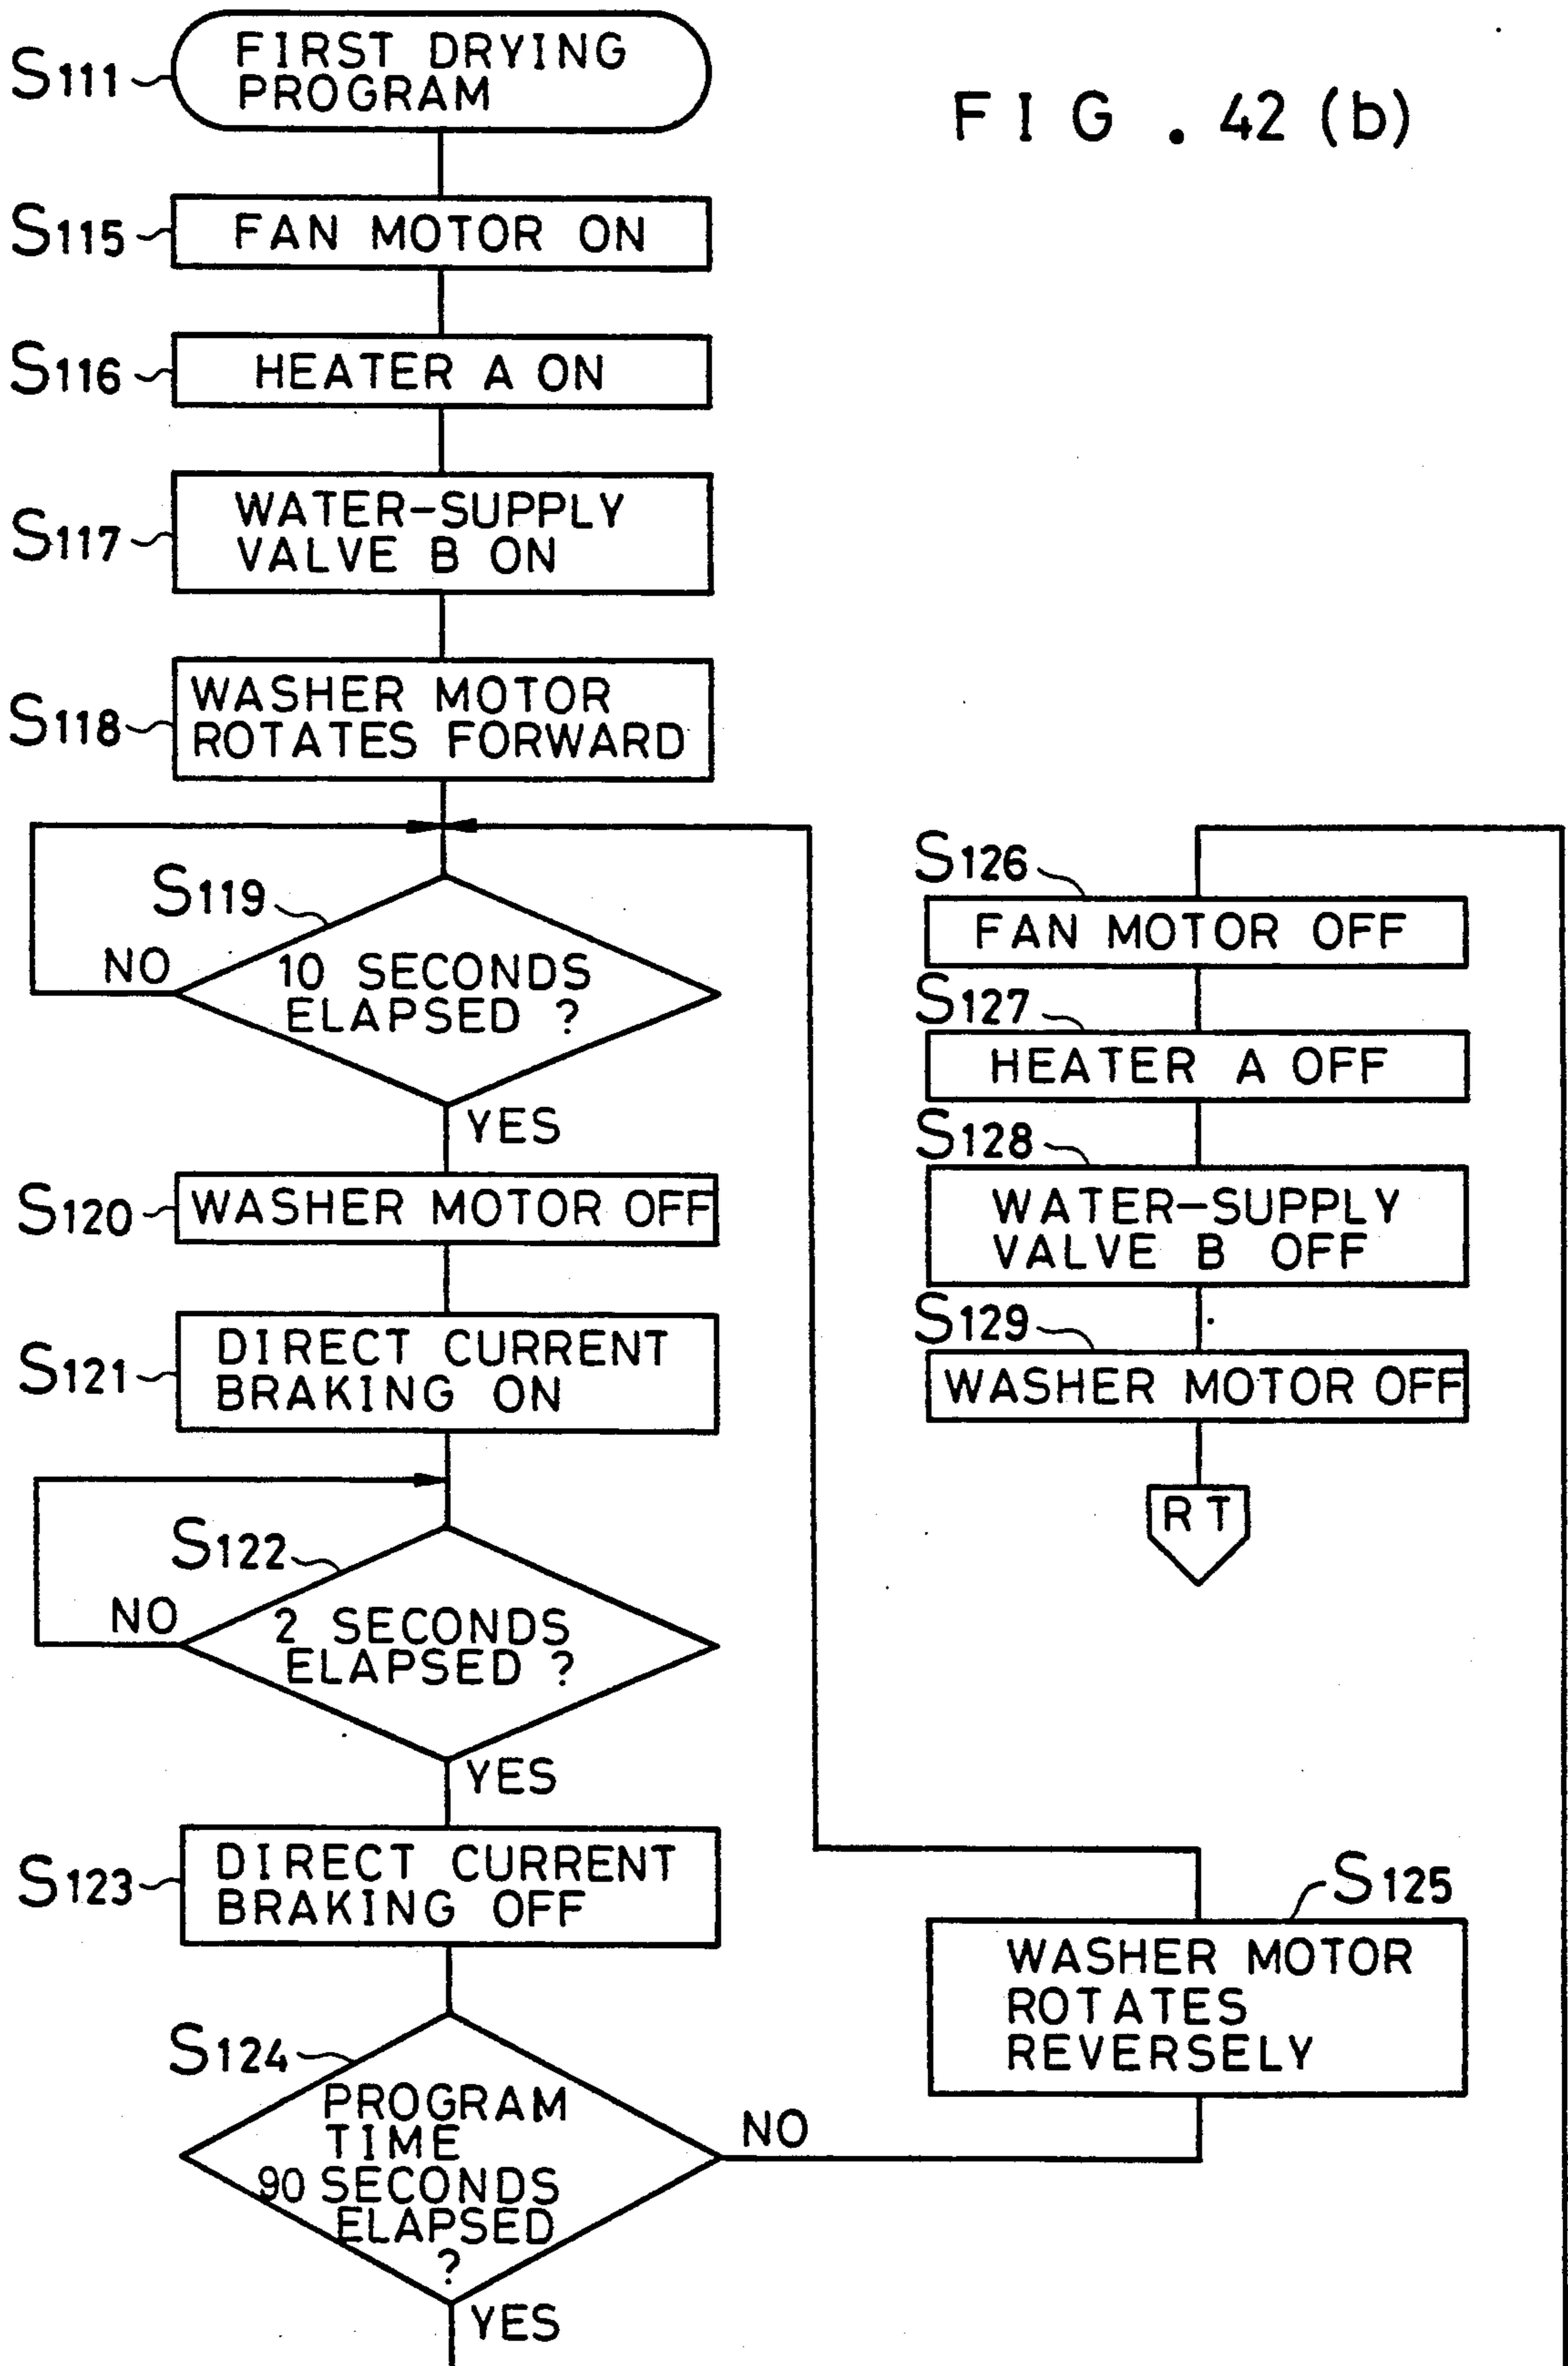 FIG. 42 (b)
S111
FIRST DRYING
PROGRAM
S115
FAN MOTOR ON
S116
HEATER A ON
S117
WATER-SUPPLY
VALVE B ON
S118
WASHER MOTOR
ROTATES FORWARD
S119
NO
10 SECONDS
ELAPSED ?
YES
S120
WASHER MOTOR OFF
S121
DIRECT CURRENT
BRAKING ON
S122
NO
2 SECONDS
ELAPSED ?
YES
S123
DIRECT CURRENT
BRAKING OFF
S124
PROGRAM
TIME
90 SECONDS
ELAPSED
?
NO
YES
S125
WASHER MOTOR
ROTATES
REVERSELY
S126
FAN MOTOR OFF
S127
HEATER A OFF
S128
WATER-SUPPLY
VALVE B OFF
S129
WASHER MOTOR OFF
RT